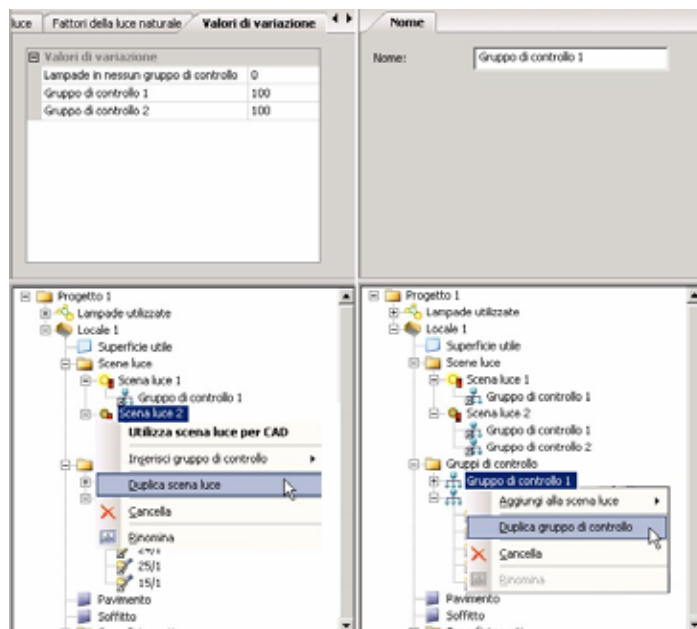 luce
Fattori della luce naturale
Valori di variazione
Valori di variazione
Lampade in nessun gruppo di controllo 0
Gruppo di controllo 1 100
Gruppo di controllo 2 100
Nome
Nome: Gruppo di controllo 1
Progetto 1
Lampade utilizzate
Locale 1
Superficie utile
Scene luce
Scena luce 1
Gruppo di controllo 1
Scena luce 2
Utilizza scena luce per CAD
Inserisci gruppo di controllo
Duplica scena luce
Cancella
Rinomina
25/1
15/1
Pavimento
Soffitto
Progetto 1
Lampade utilizzate
Locale 1
Superficie utile
Scene luce
Scena luce 1
Gruppo di controllo 1
Scena luce 2
Gruppo di controllo 1
Gruppo di controllo 2
Gruppi di controllo
Gruppo di controllo 1
Aggiungi alla scena luce
Duplica gruppo di controllo
Cancella
Rinomina
Pavimento
Soffitto